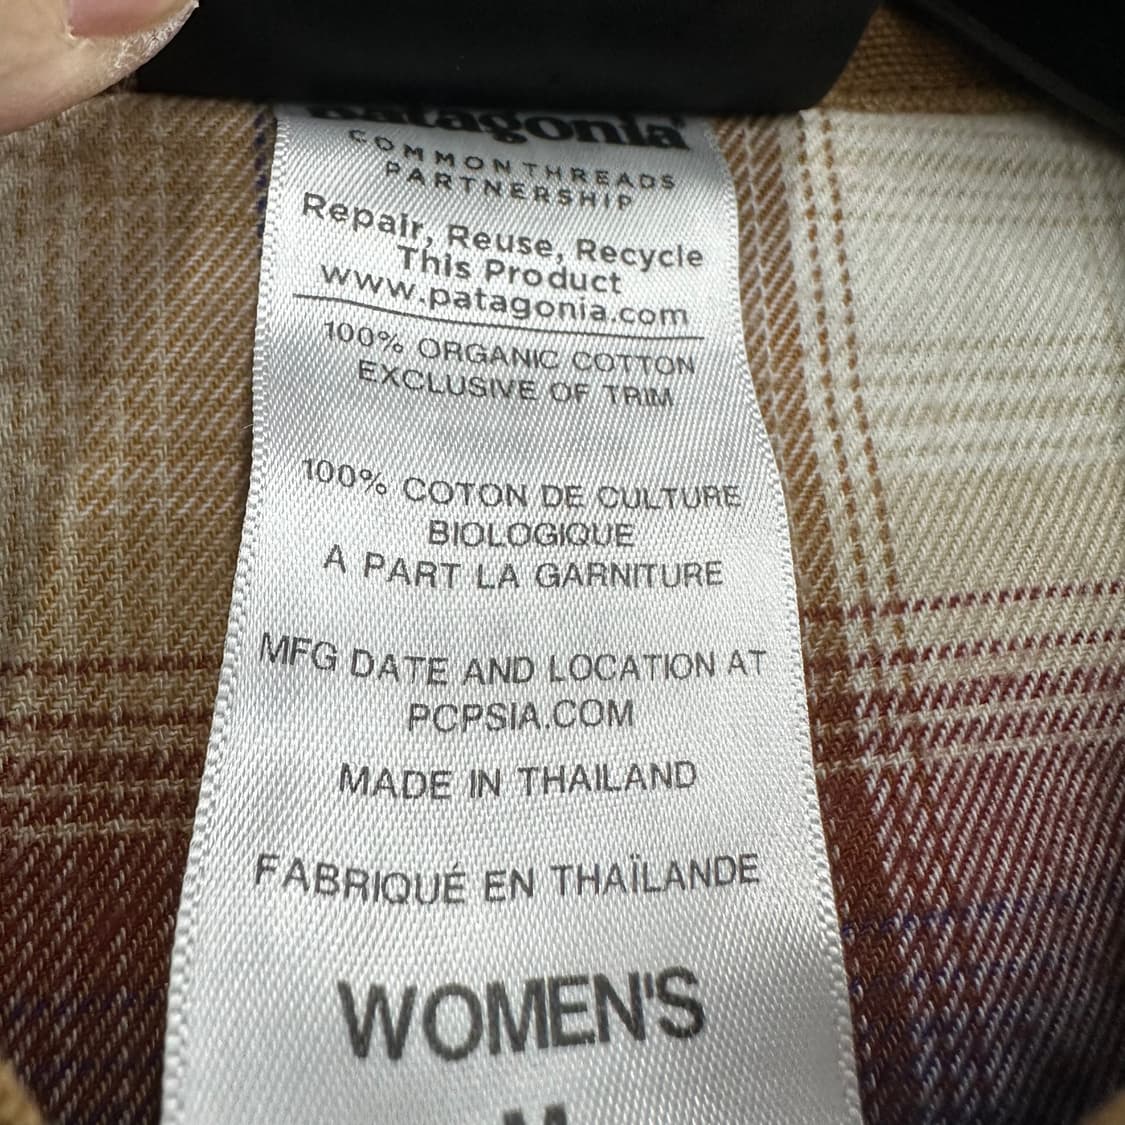 patagonia
COMMON THREADS
PARTNERSHIP
Repair, Reuse, Recycle
This Product
www.patagonia.com
100% ORGANIC COTTON
EXCLUSIVE OF TRIM
100% COTON DE CULTURE
BIOLOGIQUE
A PART LA GARNITURE
MFG DATE AND LOCATION AT
PCPSIA.COM
MADE IN THAILAND
FABRIQUÉ EN THAÏLANDE
WOMEN'S